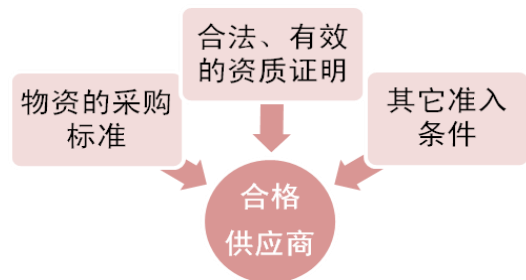 合法、有效
的资质证明
物资的采购
标准
其它准入
条件
合格
供应商